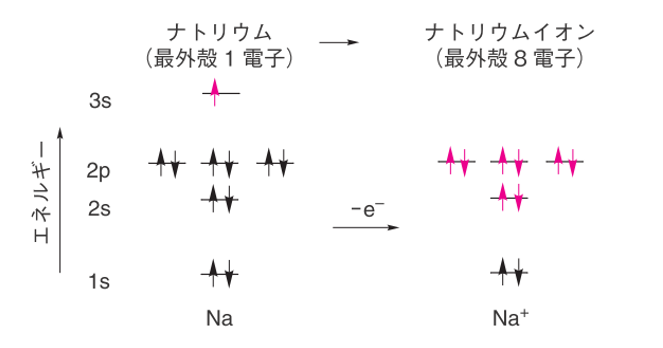 ナトリウム
(最外殻1電子)
ナトリウムイオン
(最外殻8電子)
3s
2p
2s
1s
エネルギー
−e⁻
Na
Na⁺